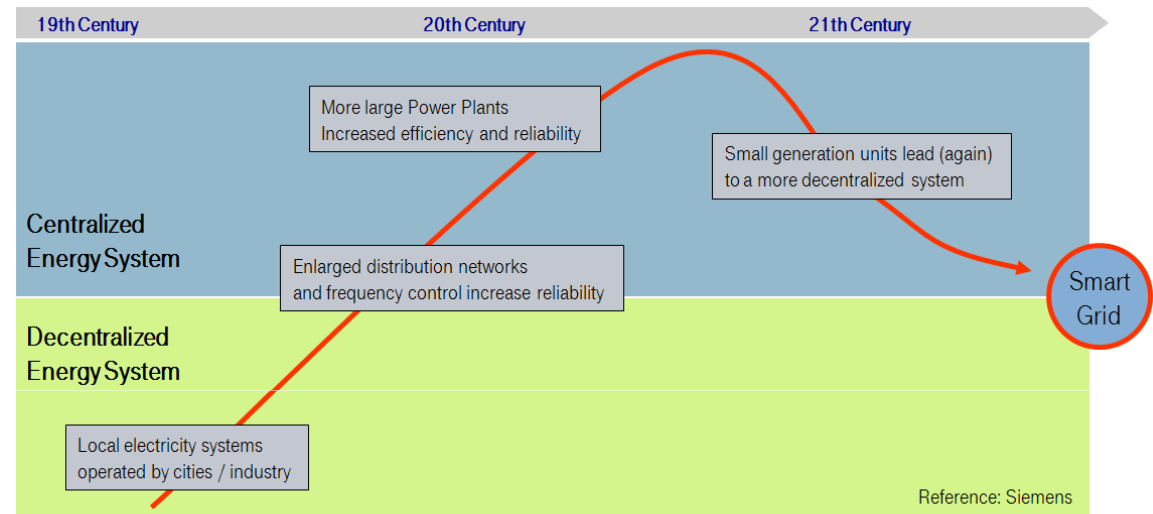 19th Century
20th Century
21th Century
More large Power Plants
Increased efficiency and reliability
Small generation units lead (again)
to a more decentralized system
Centralized
Energy System
Enlarged distribution networks
and frequency control increase reliability
Smart
Grid
Decentralized
Energy System
Local electricity systems
operated by cities / industry
Reference: Siemens